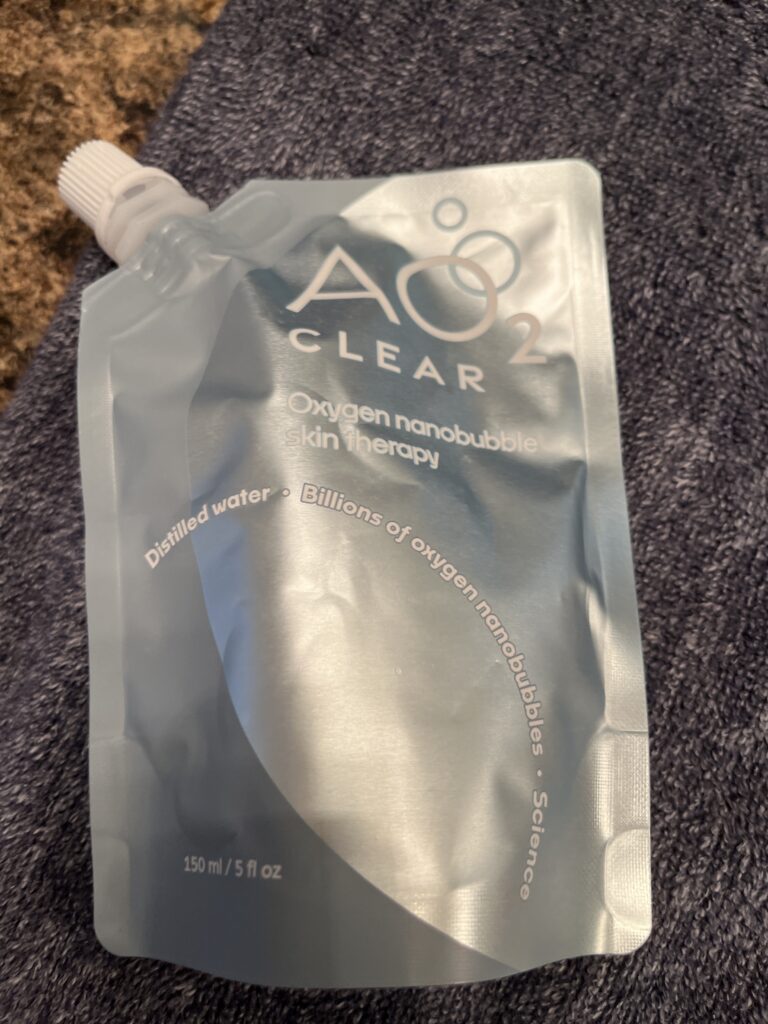 AO2
CLEAR
Oxygen nanobubble
skin therapy
Distilled water • Billions of oxygen nanobubbles • Science
150 ml / 5 fl oz